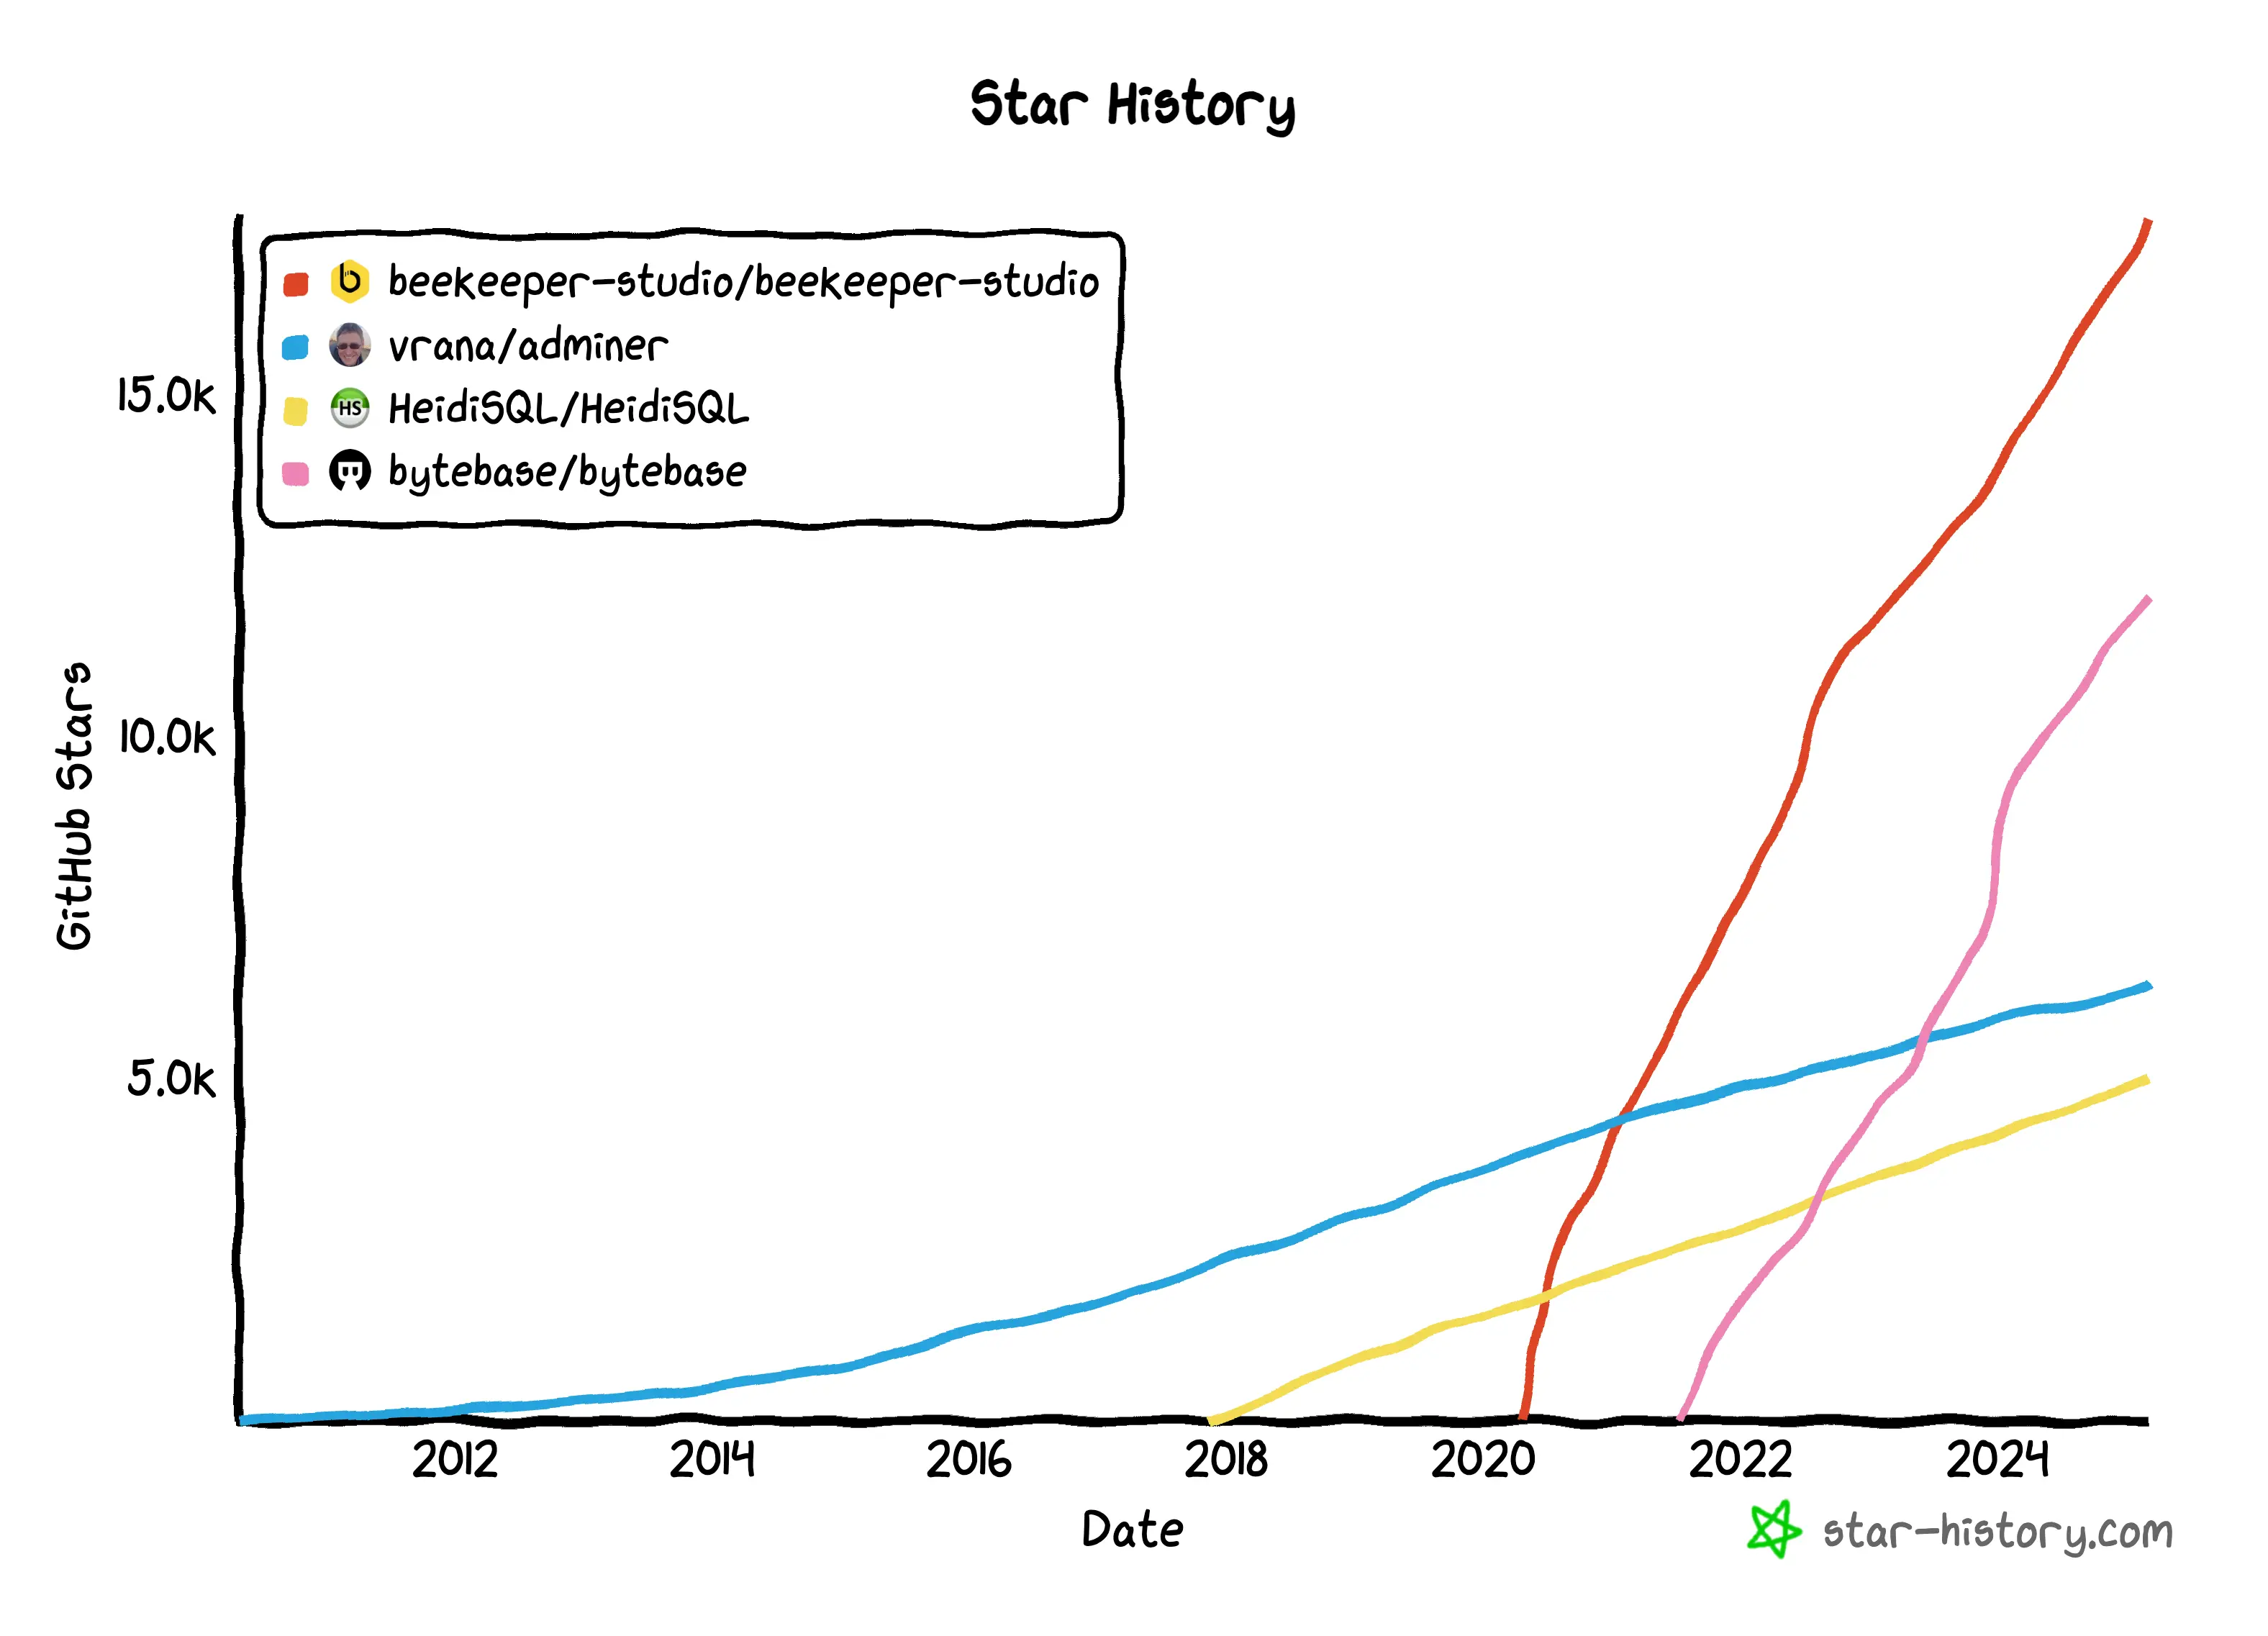 Star History
beekeeper-studio/beekeeper-studio
vrana/adminer
HS HeidiSQL/HeidiSQL
bytebase/bytebase
15.0k
10.0k
5.0k
GitHub Stars
2012 2014 2016 2018 2020 2022 2024
Date
star-history.com